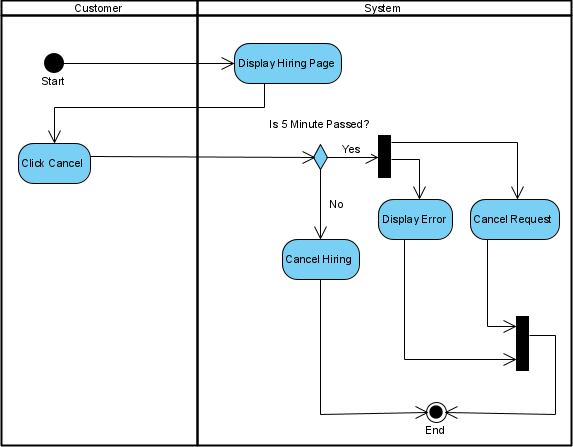 Customer
System
Start
Display Hiring Page
Is 5 Minute Passed?
Click Cancel
Yes
No
Display Error
Cancel Request
Cancel Hiring
End